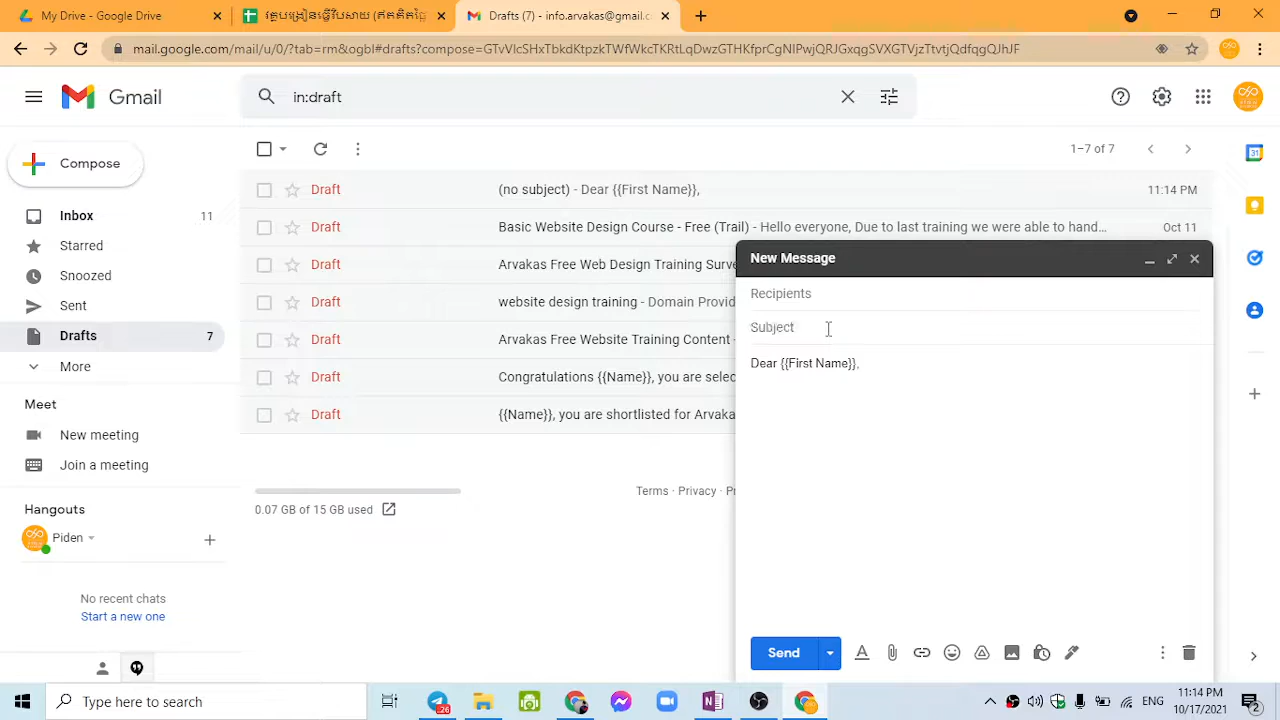 My Drive - Google Drive
Drafts (7) - info.arvakas@gmail.c
mail.google.com/mail/u/0/?tab=rm&ogbl#drafts?compose=GTvVlcSHxTbkdKtpzkTWfWkcTKRtLqDwzGTHKfprCgNlPwjQRJGxqgSVXGTVjzTtvtjQdfqgQJhJF
Gmail
in:draft
Compose
1–7 of 7
Inbox 11
Starred
Snoozed
Sent
Drafts 7
More
Draft (no subject) - Dear {{First Name}}, 11:14 PM
Draft Basic Website Design Course - Free (Trail) - Hello everyone, Due to last training we were able to hand… Oct 11
Draft Arvakas Free Web Design Training Surve
Draft website design training - Domain Provid
Draft Arvakas Free Website Training Content -
Draft Congratulations {{Name}}, you are selec
Draft {{Name}}, you are shortlisted for Arvaka
New Message
Recipients
Subject
Dear {{First Name}},
Send
Meet
New meeting
Join a meeting
Terms · Privacy · Pr
0.07 GB of 15 GB used
Hangouts
Piden
No recent chats
Start a new one
Type here to search
26
ENG
11:14 PM
10/17/2021
2